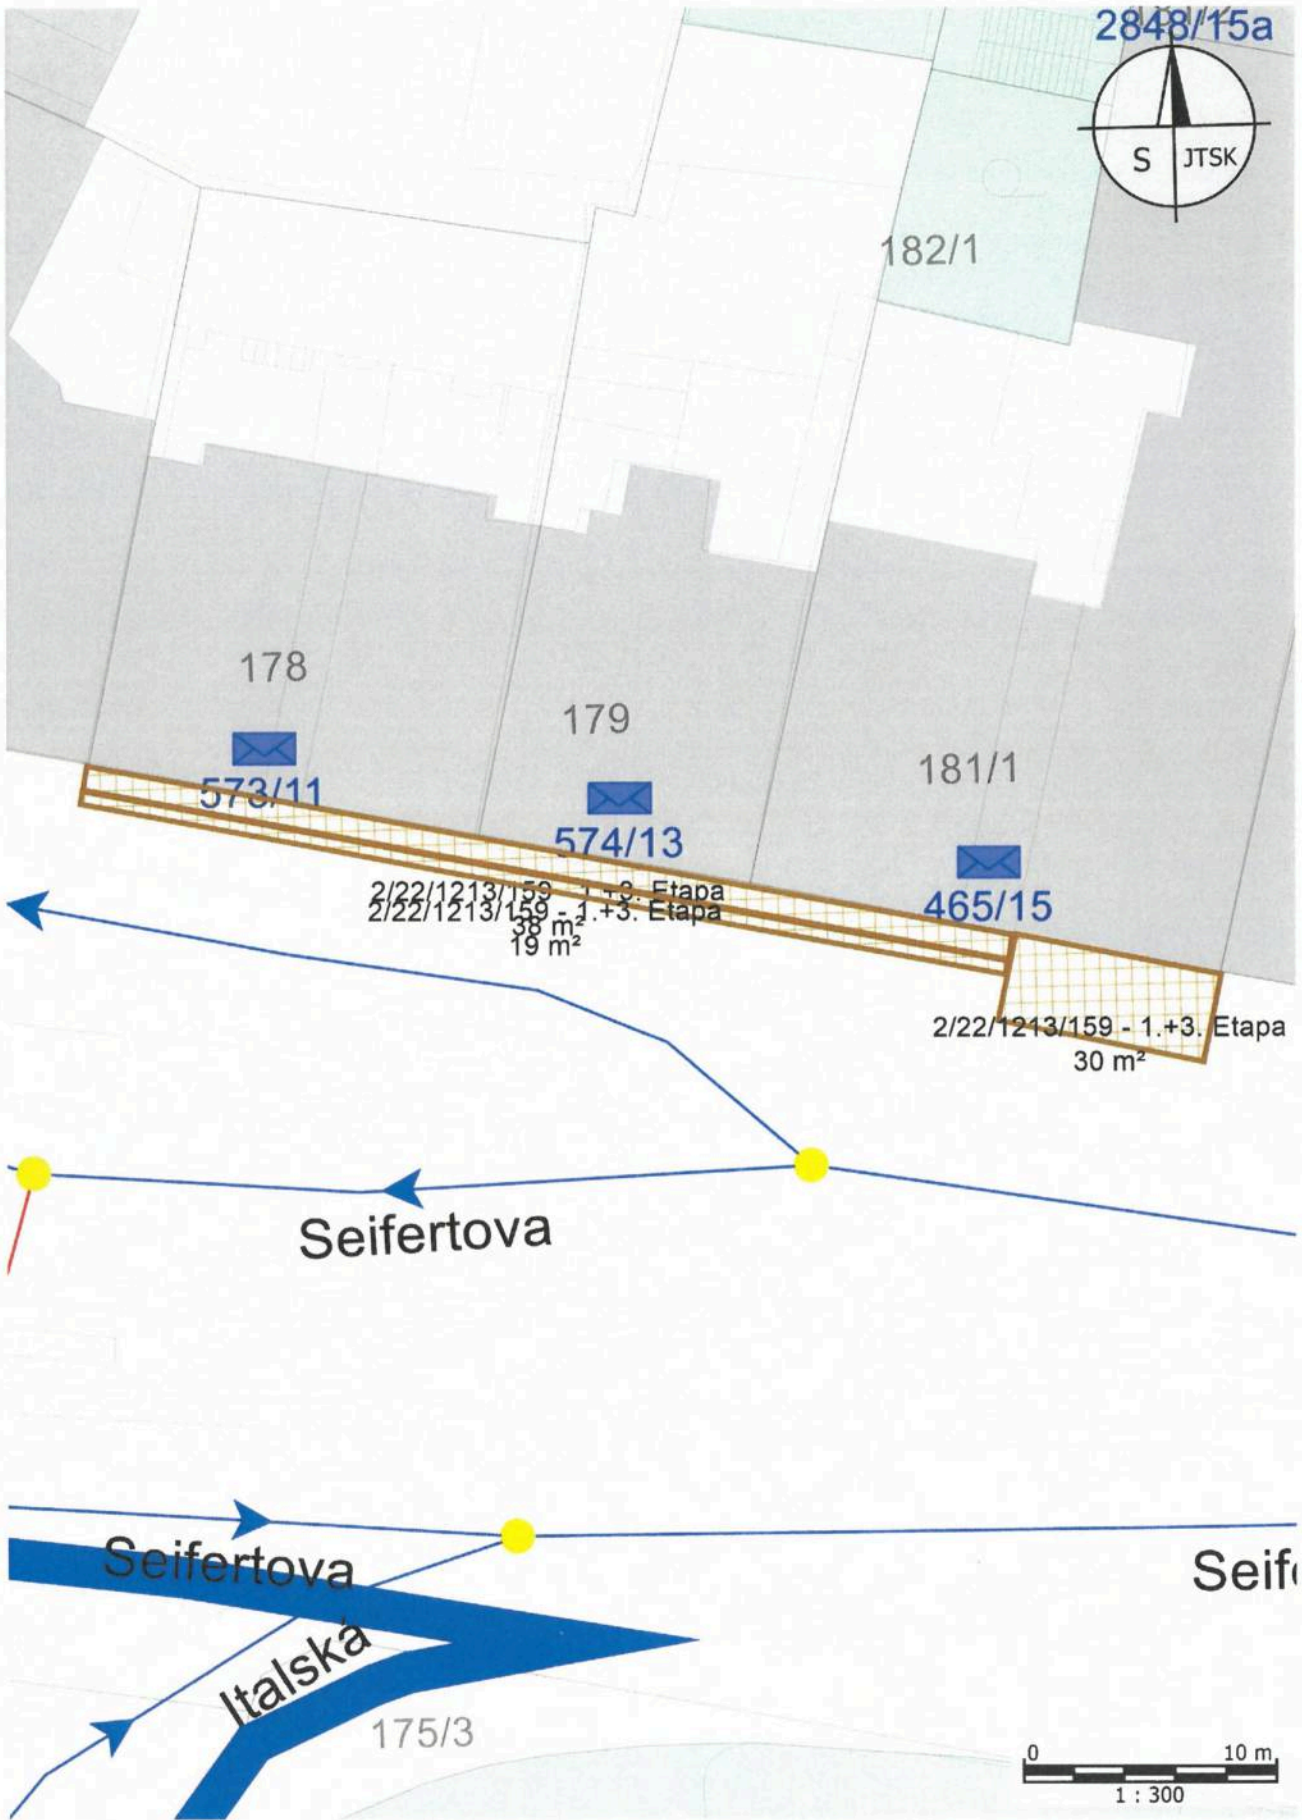 2848/15a
S JTSK
182/1
178
179
181/1
573/11
574/13
465/15
2/22/1213/159 - 1.+3. Etapa
2/22/1213/159 - 1.+3. Etapa
38 m²
19 m²
2/22/1213/159 - 1.+3. Etapa
30 m²
Seifertova
Seifertova
Seif
Italská
175/3
0 10 m
1 : 300